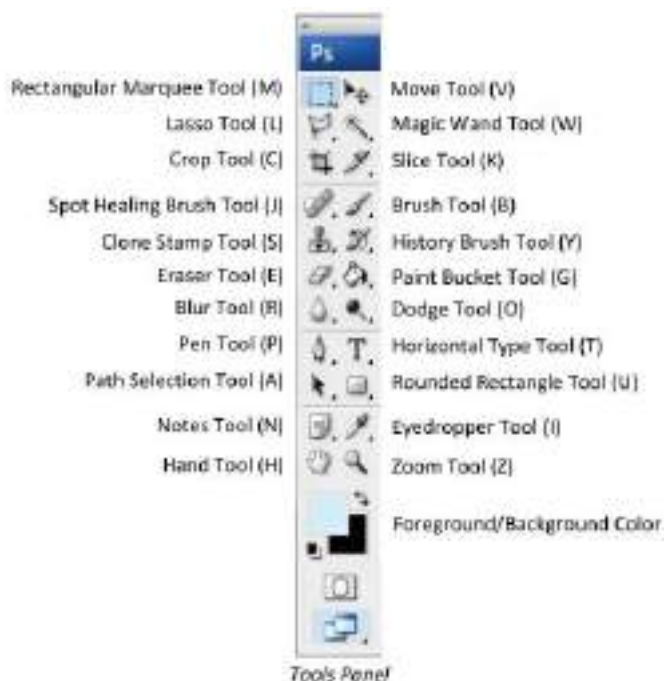 Ps
Rectangular Marquee Tool (M)
Move Tool (V)
Lasso Tool (L)
Magic Wand Tool (W)
Crop Tool (C)
Slice Tool (K)
Spot Healing Brush Tool (J)
Brush Tool (B)
Clone Stamp Tool (S)
History Brush Tool (Y)
Eraser Tool (E)
Paint Bucket Tool (G)
Blur Tool (R)
Dodge Tool (O)
Pen Tool (P)
Horizontal Type Tool (T)
Path Selection Tool (A)
Rounded Rectangle Tool (U)
Notes Tool (N)
Eyedropper Tool (I)
Hand Tool (H)
Zoom Tool (Z)
Foreground/Background Color
Tools Panel